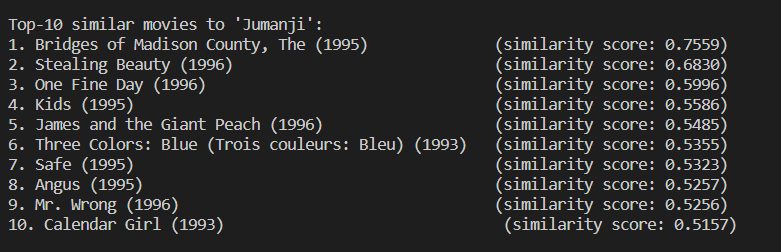 Top-10 similar movies to 'Jumanji':
1. Bridges of Madison County, The (1995) (similarity score: 0.7559)
2. Stealing Beauty (1996) (similarity score: 0.6830)
3. One Fine Day (1996) (similarity score: 0.5996)
4. Kids (1995) (similarity score: 0.5586)
5. James and the Giant Peach (1996) (similarity score: 0.5485)
6. Three Colors: Blue (Trois couleurs: Bleu) (1993) (similarity score: 0.5355)
7. Safe (1995) (similarity score: 0.5323)
8. Angus (1995) (similarity score: 0.5257)
9. Mr. Wrong (1996) (similarity score: 0.5256)
10. Calendar Girl (1993) (similarity score: 0.5157)